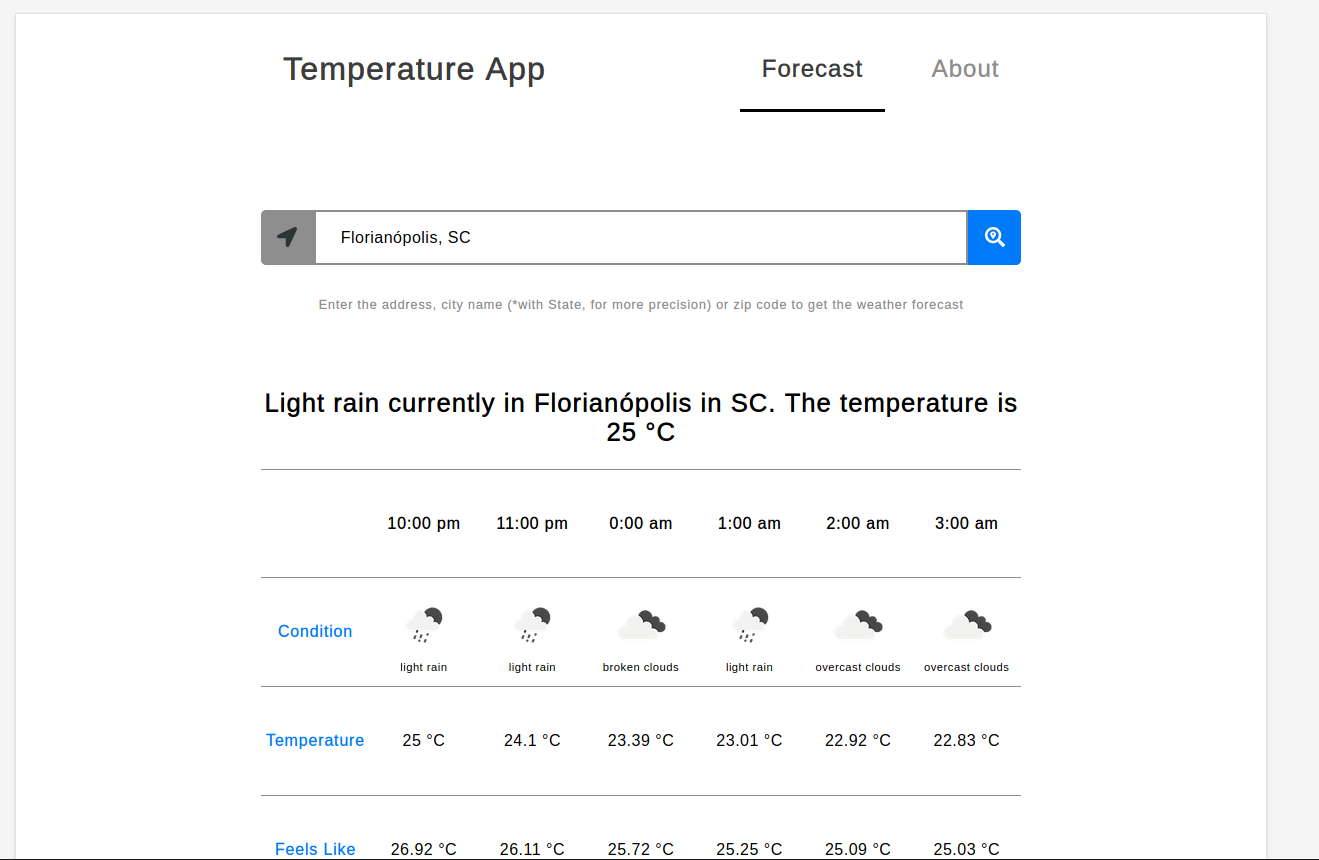 Temperature App Forecast About
Florianópolis, SC
Enter the address, city name (*with State, for more precision) or zip code to get the weather forecast
Light rain currently in Florianópolis in SC. The temperature is
25 °C
10:00 pm 11:00 pm 0:00 am 1:00 am 2:00 am 3:00 am
Condition
light rain light rain broken clouds light rain overcast clouds overcast clouds
Temperature 25 °C 24.1 °C 23.39 °C 23.01 °C 22.92 °C 22.83 °C
Feels Like 26.92 °C 26.11 °C 25.72 °C 25.25 °C 25.09 °C 25.03 °C